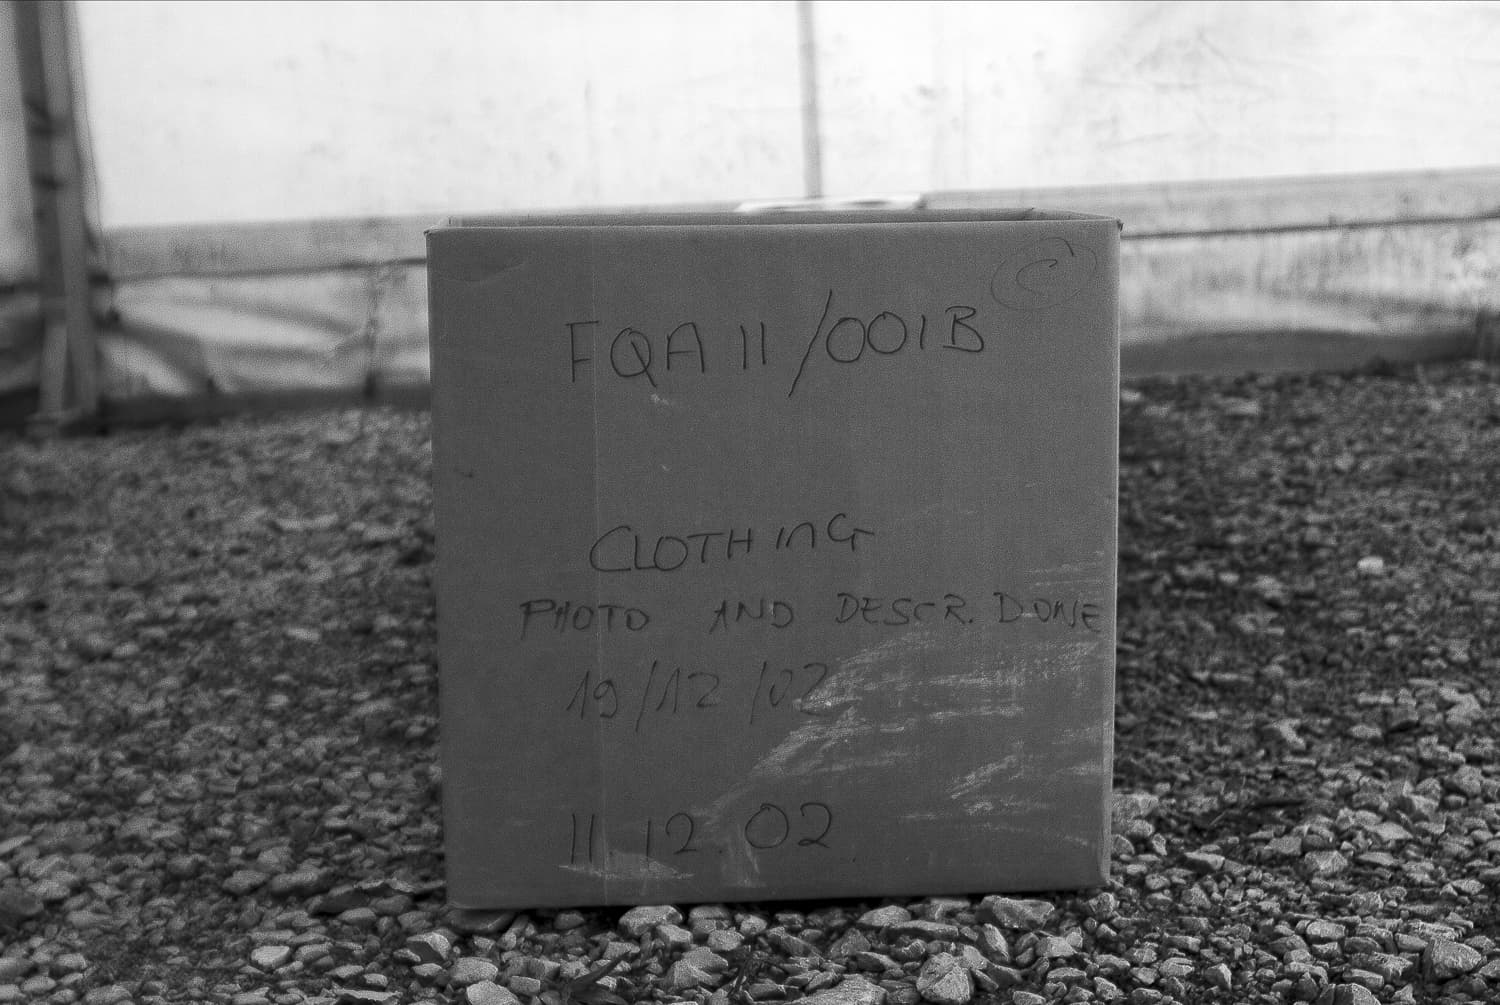 C
FQA 11/001B
CLOTHING
PHOTO AND DESCR. DONE
19/12/02
11.12.02